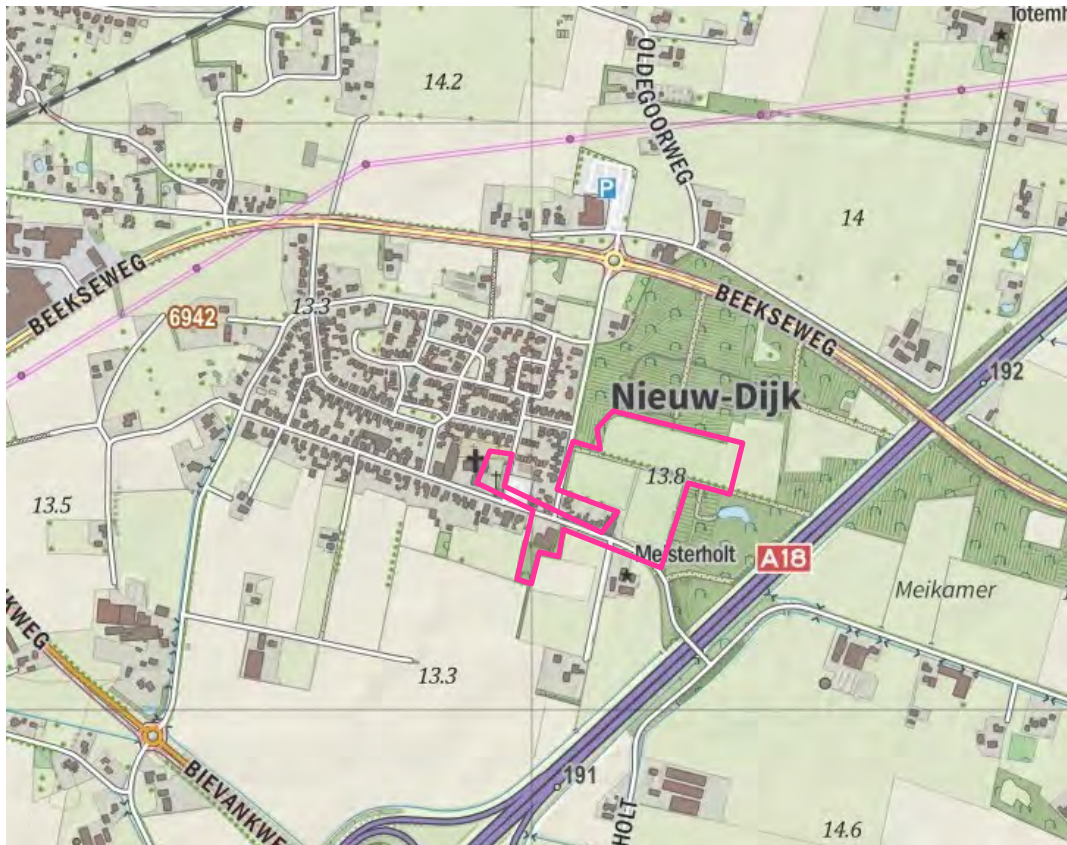 Totemh
14.2
OLDEGOORWEG
P
14
BEEKSEWEG
BEEKSEWEG
6942
13.3
192
Nieuw-Dijk
13.8
13.5
Meisterholt
A18
Meikamer
KWEG
13.3
191
BIEVANKWE
HOLT
14.6